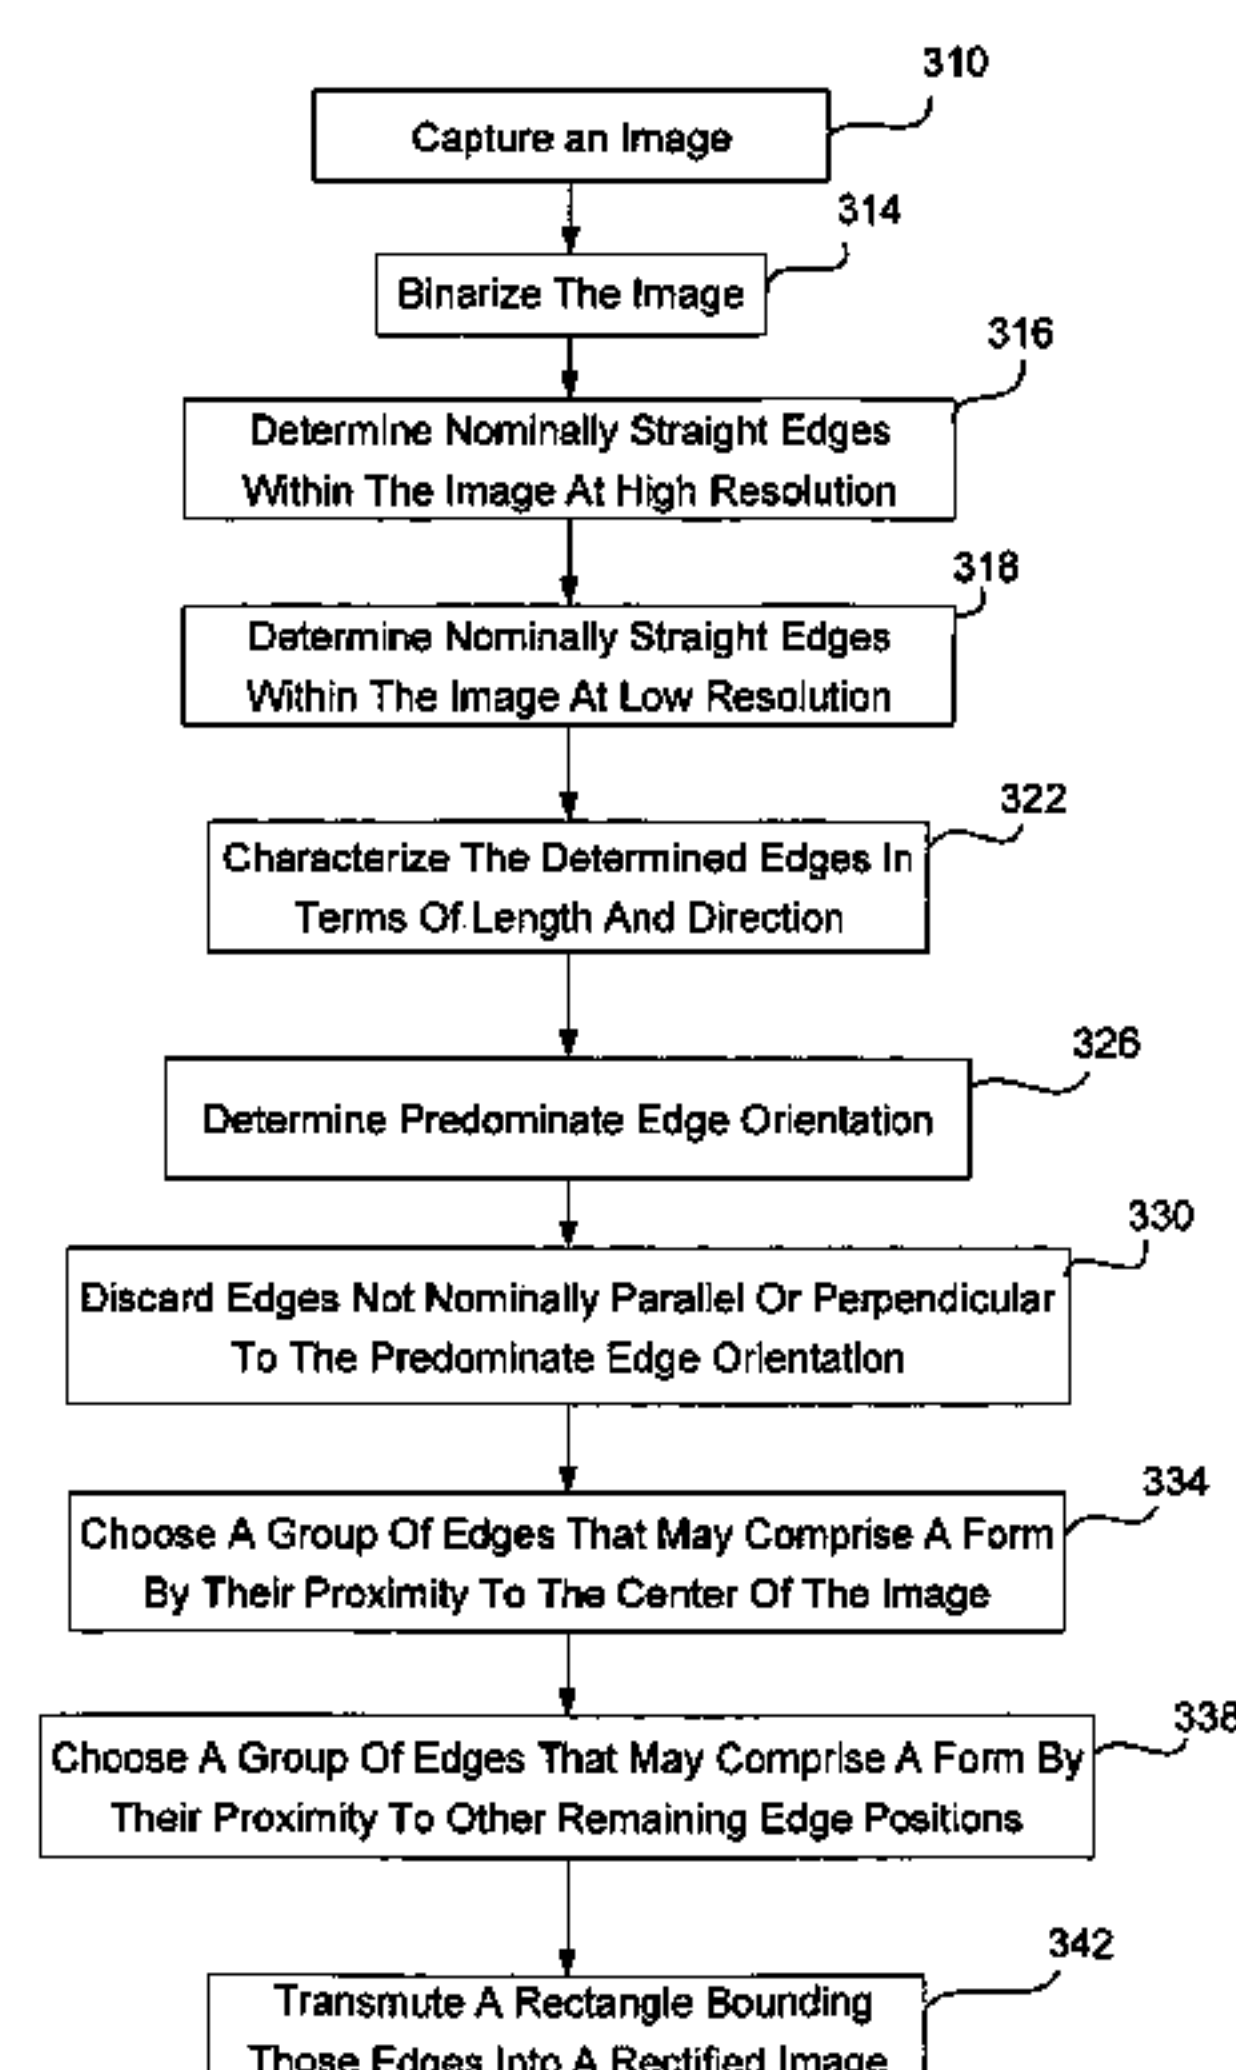 310
Capture an Image
314
Binarize The Image
316
Determine Nominally Straight Edges
Within The Image At High Resolution
318
Determine Nominally Straight Edges
Within The Image At Low Resolution
322
Characterize The Determined Edges In
Terms Of Length And Direction
326
Determine Predominate Edge Orientation
330
Discard Edges Not Nominally Parallel Or Perpendicular
To The Predominate Edge Orientation
334
Choose A Group Of Edges That May Comprise A Form
By Their Proximity To The Center Of The Image
338
Choose A Group Of Edges That May Comprise A Form By
Their Proximity To Other Remaining Edge Positions
342
Transmute A Rectangle Bounding
Those Edges Into A Rectified Image